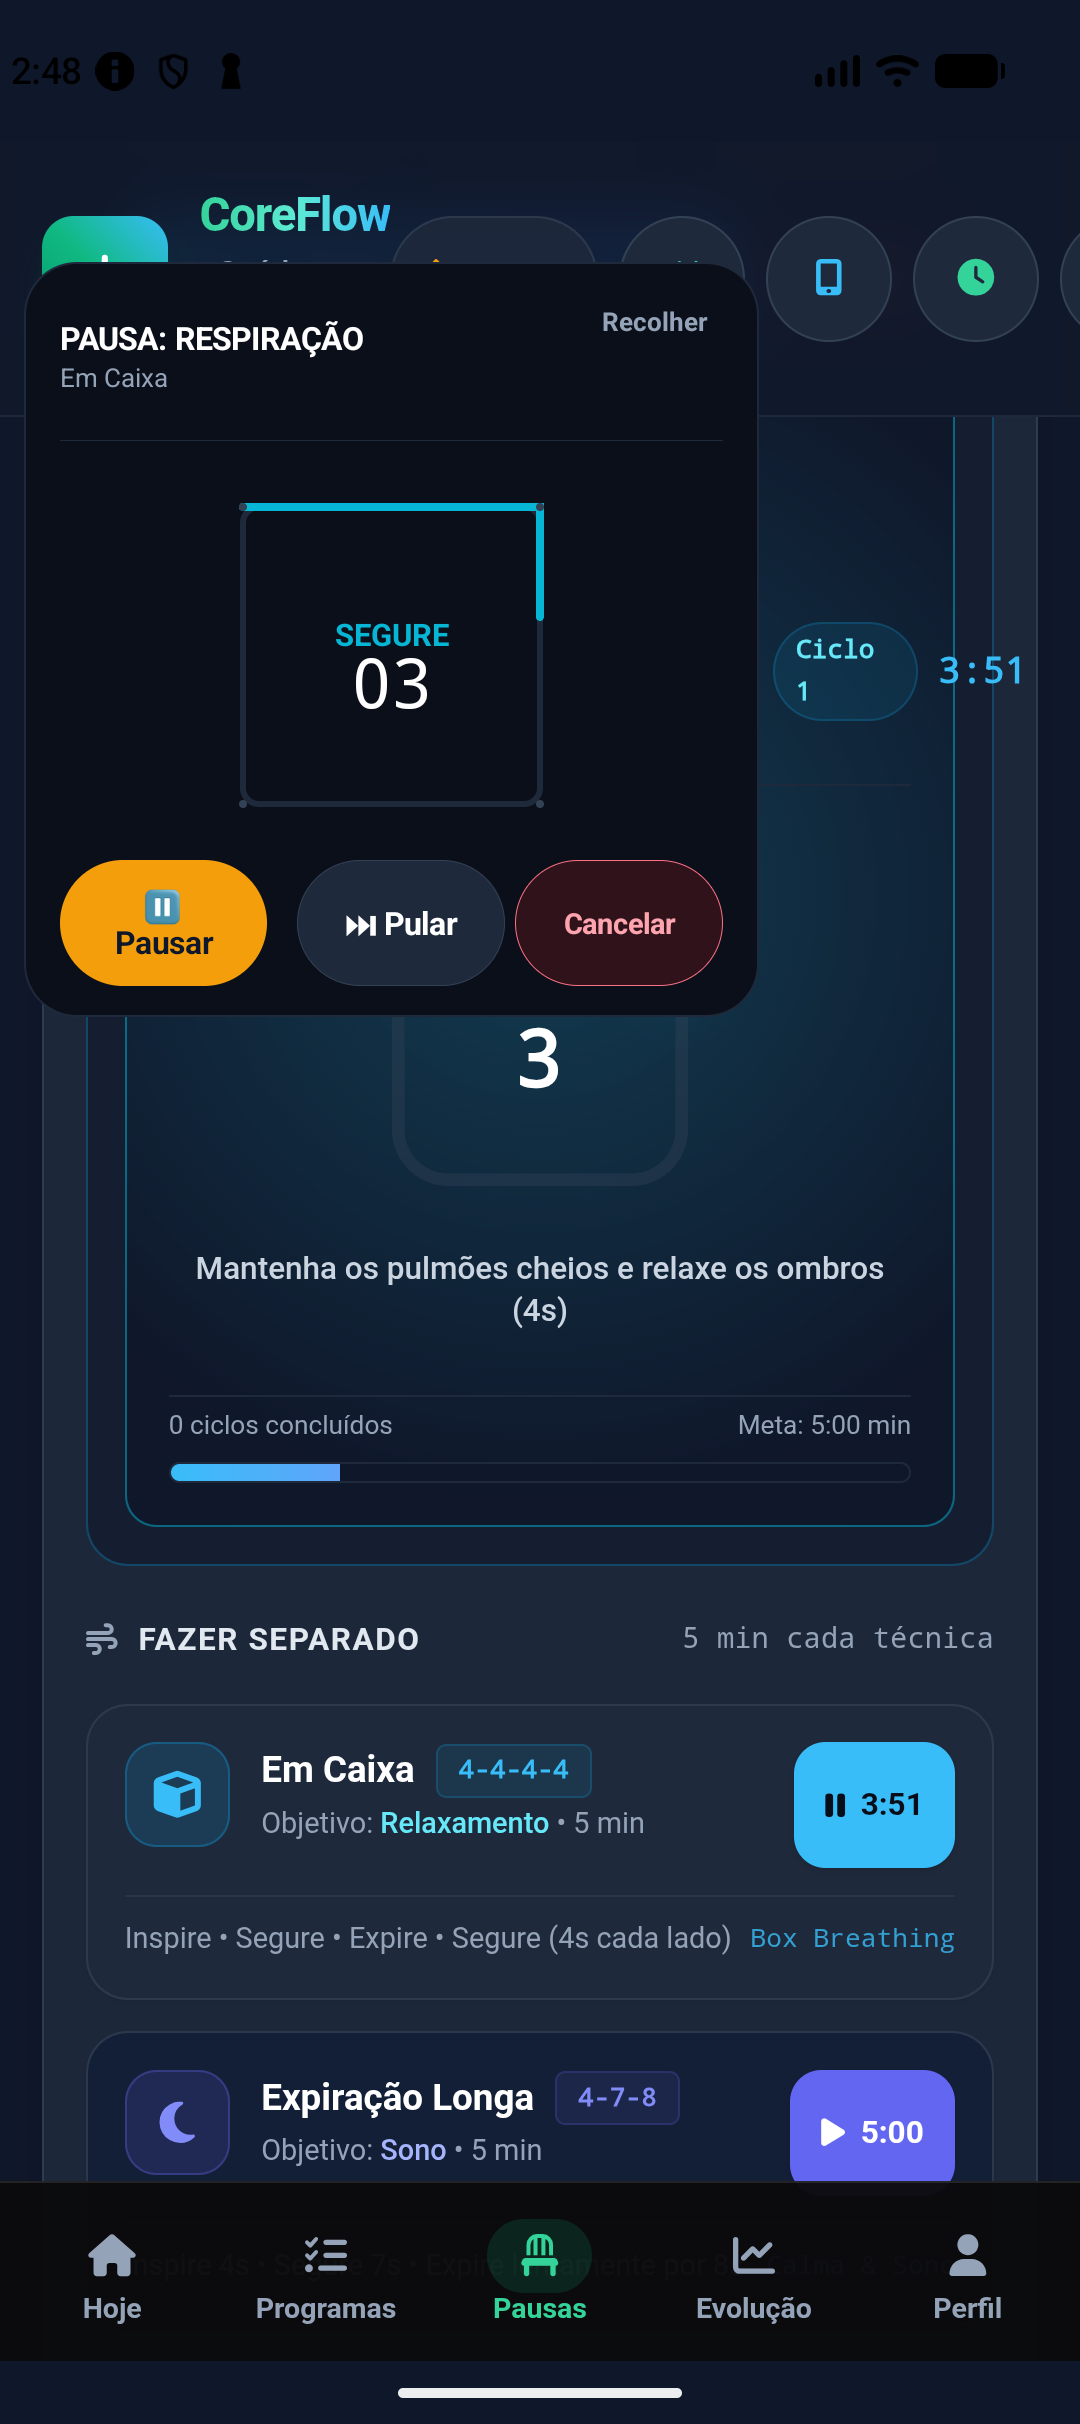 2:48
CoreFlow
PAUSA: RESPIRAÇÃO
Recolher
Em Caixa
SEGURE
03
Ciclo
1
3:51
Pausar
Pular
Cancelar
3
Mantenha os pulmões cheios e relaxe os ombros
(4s)
0 ciclos concluídos
Meta: 5:00 min
FAZER SEPARADO
5 min cada técnica
Em Caixa
4-4-4-4
Objetivo: Relaxamento • 5 min
3:51
Inspire • Segure • Expire • Segure (4s cada lado)
Box Breathing
Expiração Longa
4-7-8
Objetivo: Sono • 5 min
5:00
Hoje
Programas
Pausas
Evolução
Perfil